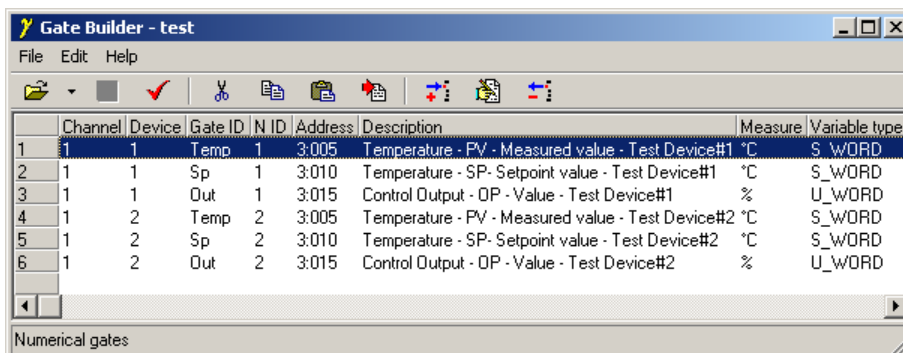 Gate Builder - test
File Edit Help
Channel Device Gate ID N ID Address Description Measure Variable type
1 1 1 Temp 1 3:005 Temperature - PV - Measured value - Test Device#1 °C S_WORD
2 1 1 Sp 1 3:010 Temperature - SP- Setpoint value - Test Device#1 °C S_WORD
3 1 1 Out 1 3:015 Control Output - OP - Value - Test Device#1 % U_WORD
4 1 2 Temp 2 3:005 Temperature - PV - Measured value - Test Device#2 °C S_WORD
5 1 2 Sp 2 3:010 Temperature - SP- Setpoint value - Test Device#2 °C S_WORD
6 1 2 Out 2 3:015 Control Output - OP - Value - Test Device#2 % U_WORD
Numerical gates